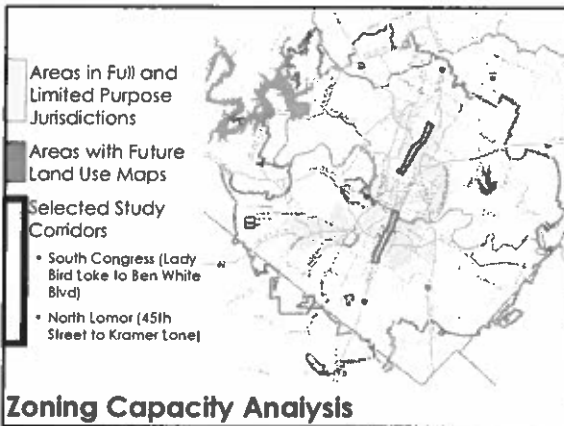 Areas in Full and
Limited Purpose
Jurisdictions
Areas with Future
Land Use Maps
Selected Study
Corridors
• South Congress (Lady
Bird Lake to Ben White
Blvd)
• North Lamar (45th
Street to Kramer Lane)
Zoning Capacity Analysis